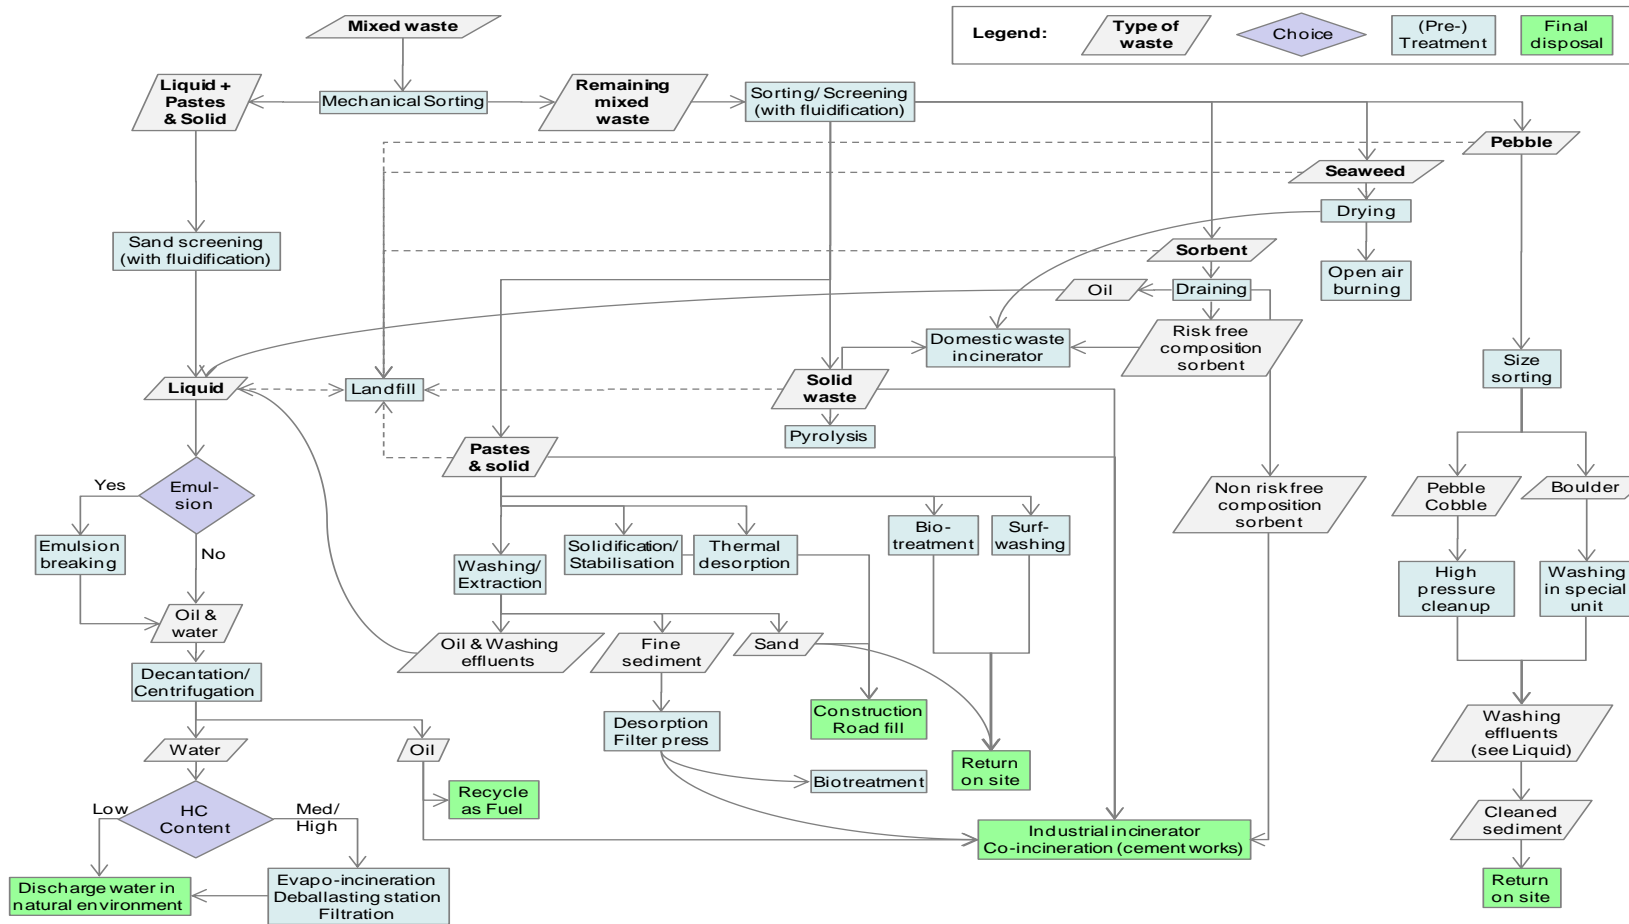 Mixed waste
Legend:
Type of
waste
Choice
(Pre-)
Treatment
Final
disposal
Liquid +
Pastes
& Solid
Mechanical Sorting
Remaining
mixed
waste
Sorting/ Screening
(with fluidification)
Pebble
Seaweed
Drying
Sand screening
(with fluidification)
Sorbent
Open air
burning
Oil
Draining
Domestic waste
incinerator
Risk free
composition
sorbent
Size
sorting
Liquid
Landfill
Solid
waste
Pyrolysis
Pastes
& solid
Yes
Emul-
sion
No
Pebble
Cobble
Boulder
Non risk free
composition
sorbent
Emulsion
breaking
Washing/
Extraction
Solidification/
Stabilisation
Thermal
desorption
Bio-
treatment
Surf-
washing
High
pressure
cleanup
Washing
in special
unit
Oil &
water
Oil & Washing
effluents
Fine
sediment
Sand
Decantation/
Centrifugation
Desorption
Filter press
Construction
Road fill
Washing
effluents
(see Liquid)
Water
Oil
Biotreatment
Return
on site
Recycle
as Fuel
Low
HC
Content
Med/
High
Industrial incinerator
Co-incineration (cement works)
Cleaned
sediment
Discharge water in
natural environment
Evapo-incineration
Deballasting station
Filtration
Return
on site